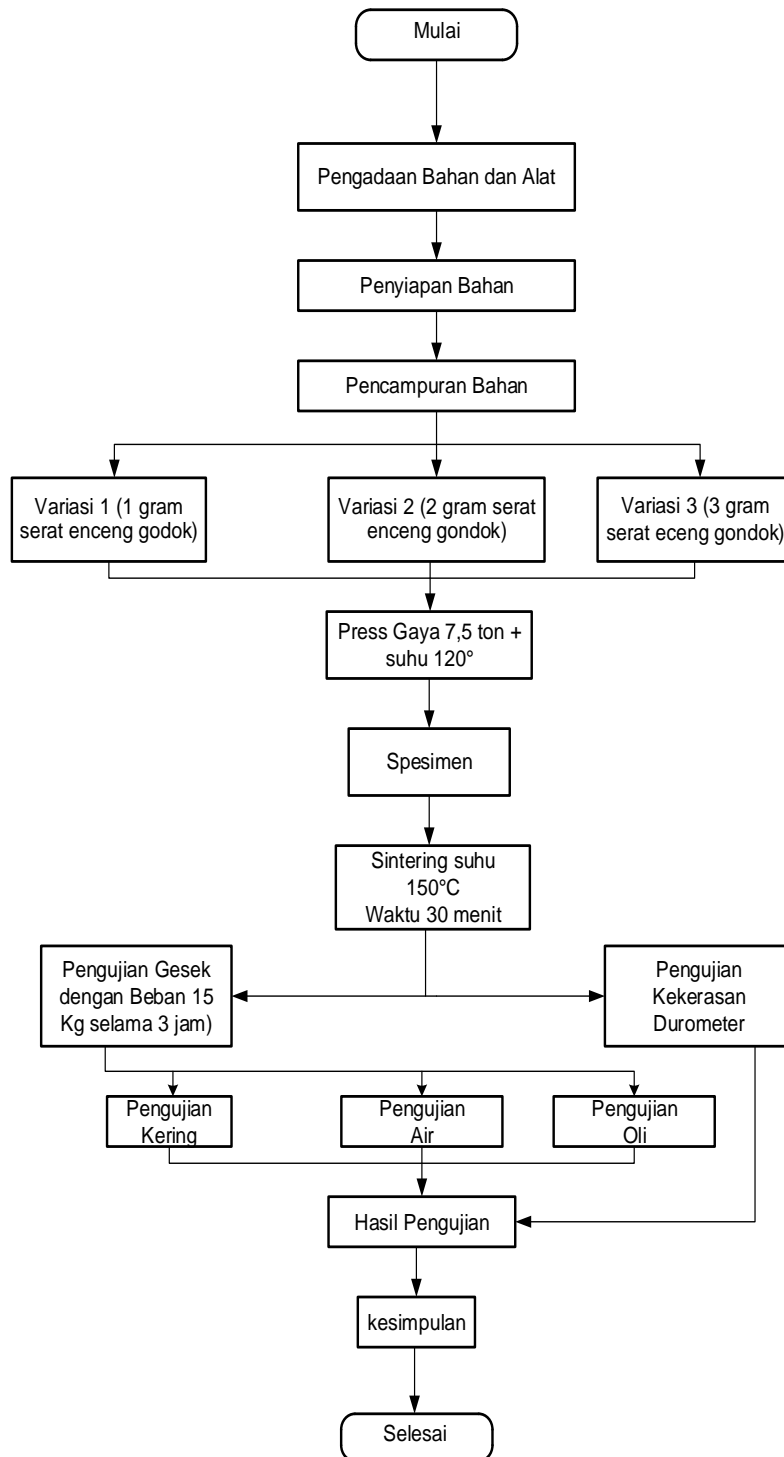 Mulai
Pengadaan Bahan dan Alat
Penyiapan Bahan
Pencampuran Bahan
Variasi 1 (1 gram
serat enceng godok)
Variasi 2 (2 gram serat
enceng gondok)
Variasi 3 (3 gram
serat eceng gondok)
Press Gaya 7,5 ton +
suhu 120°
Spesimen
Sintering suhu
150°C
Waktu 30 menit
Pengujian Gesek
dengan Beban 15
Kg selama 3 jam)
Pengujian
Kekerasan
Durometer
Pengujian
Kering
Pengujian
Air
Pengujian
Oli
Hasil Pengujian
kesimpulan
Selesai